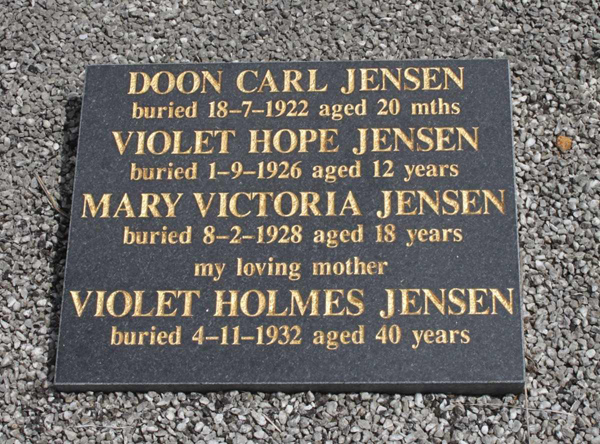 DOON CARL JENSEN
buried 18-7-1922 aged 20 mths
VIOLET HOPE JENSEN
buried 1-9-1926 aged 12 years
MARY VICTORIA JENSEN
buried 8-2-1928 aged 18 years
my loving mother
VIOLET HOLMES JENSEN
buried 4-11-1932 aged 40 years